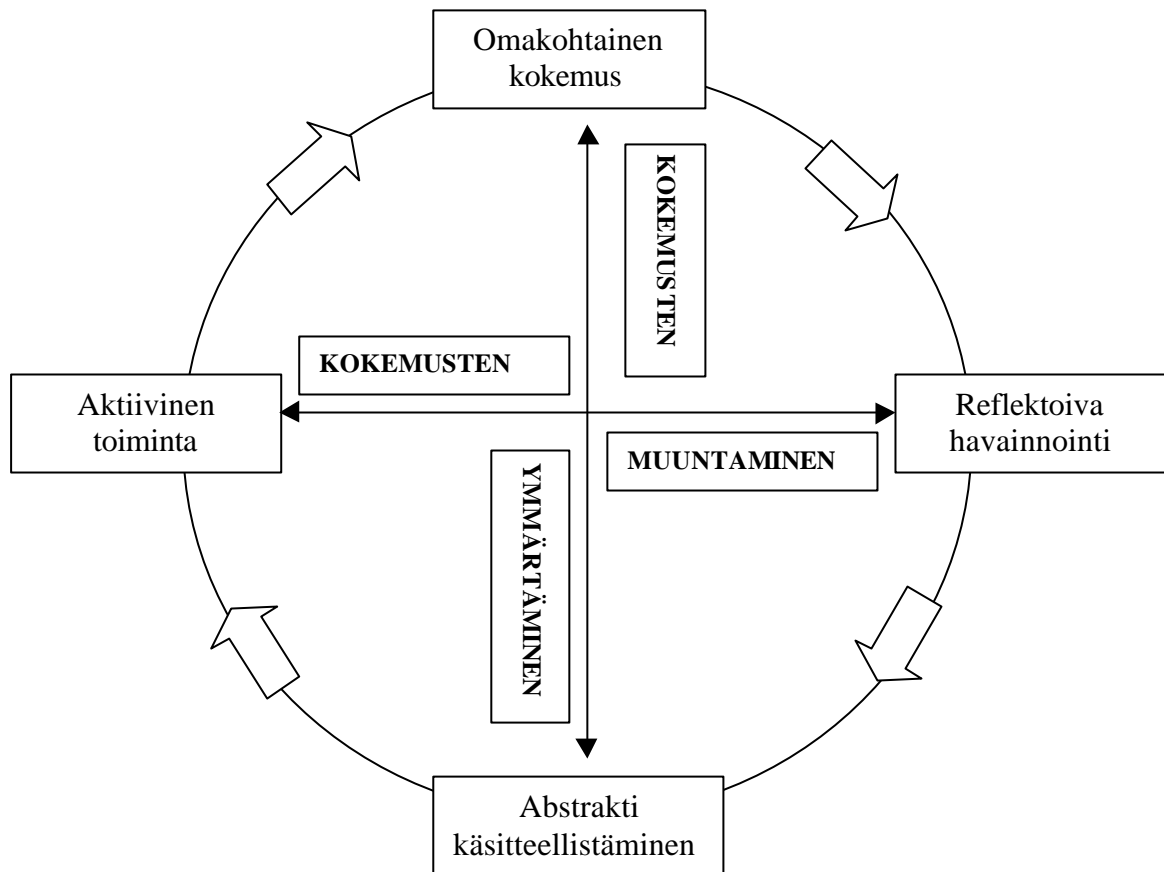 Omakohtainen
kokemus
KOKEMUSTEN
KOKEMUSTEN
Aktiivinen
toiminta
Reflektoiva
havainnointi
MUUNTAMINEN
YMMÄRTÄMINEN
Abstrakti
käsitteellistäminen